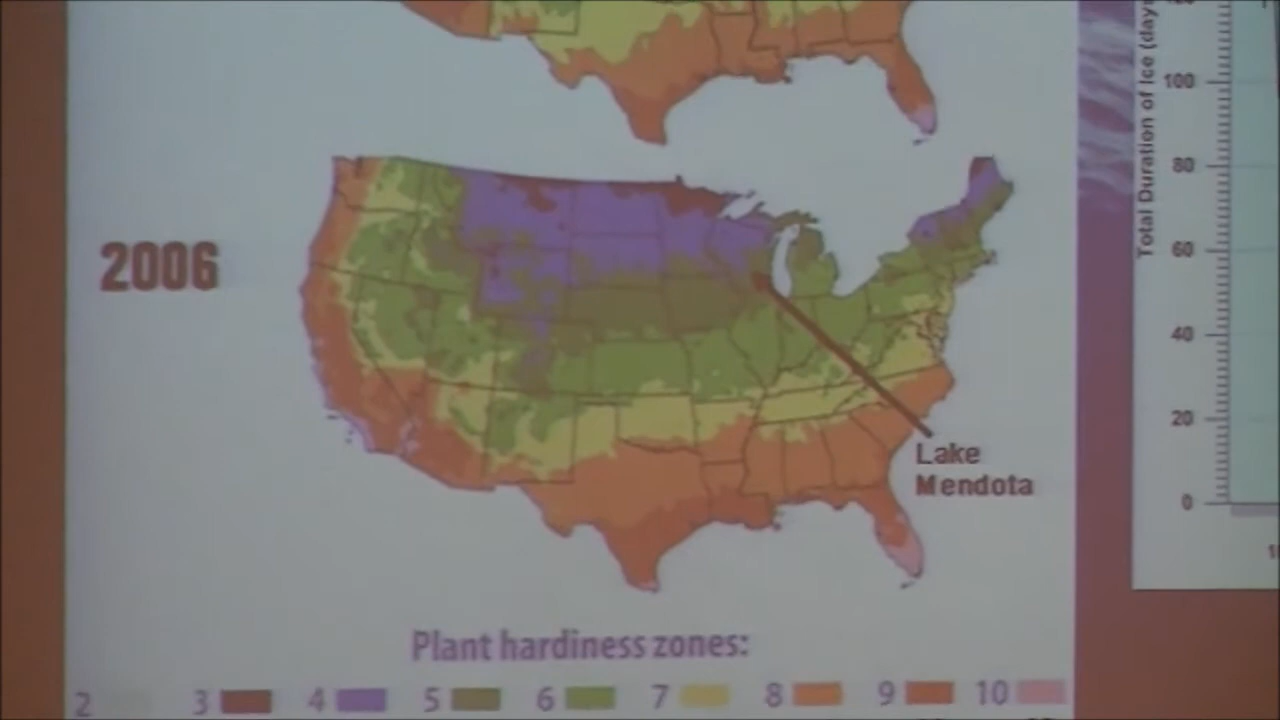 2006
Lake
Mendota
Plant hardiness zones:
2 3 4 5 6 7 8 9 10
Total Duration of Ice (days
100
80
60
40
20
0